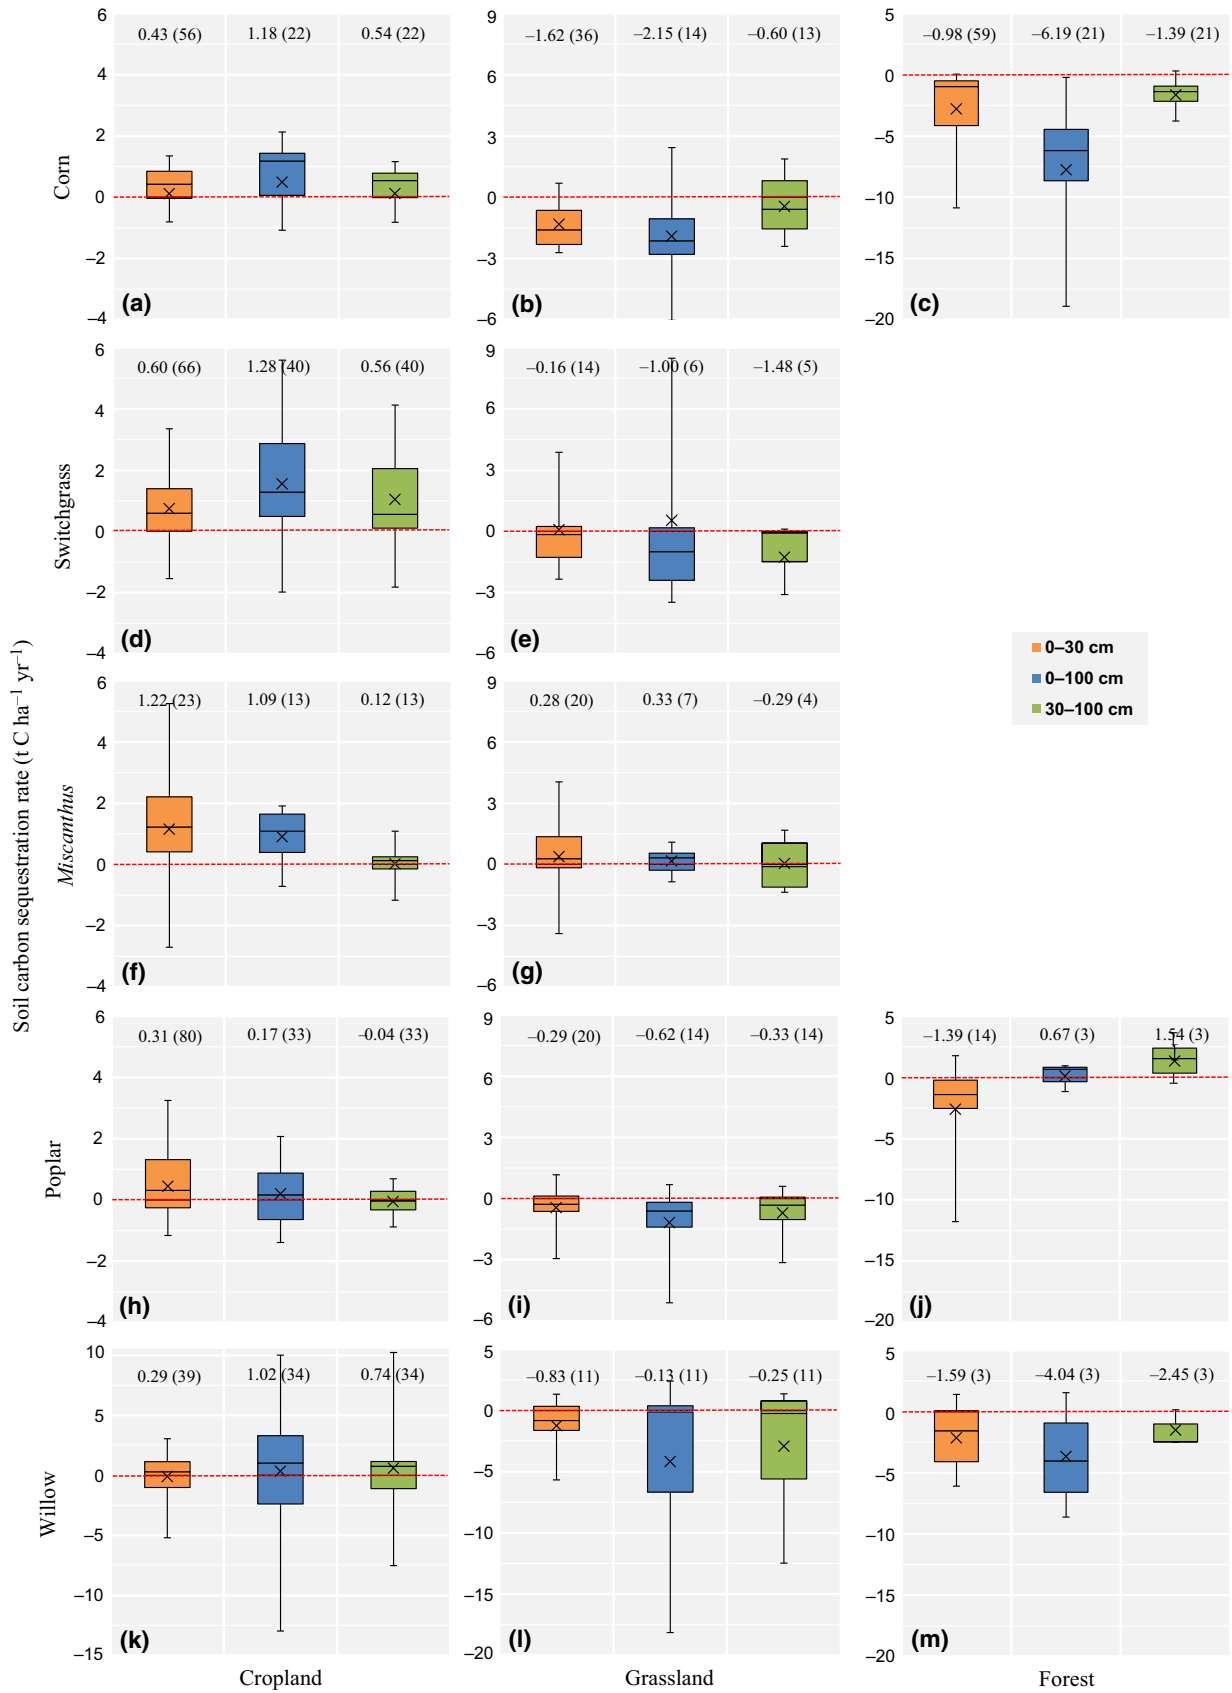 Soil carbon sequestration rate (t C ha⁻¹ yr⁻¹)
Corn
6
4
2
0
–2
–4
0.43 (56) 1.18 (22) 0.54 (22)
(a)
9
6
3
0
–3
–6
–1.62 (36) –2.15 (14) –0.60 (13)
(b)
5
0
–5
–10
–15
–20
–0.98 (59) –6.19 (21) –1.39 (21)
(c)
Switchgrass
6
4
2
0
–2
–4
0.60 (66) 1.28 (40) 0.56 (40)
(d)
9
6
3
0
–3
–6
–0.16 (14) –1.00 (6) –1.48 (5)
(e)
0–30 cm
0–100 cm
30–100 cm
Miscanthus
6
4
2
0
–2
–4
1.22 (23) 1.09 (13) 0.12 (13)
(f)
9
6
3
0
–3
–6
0.28 (20) 0.33 (7) –0.29 (4)
(g)
Poplar
6
4
2
0
–2
–4
0.31 (80) 0.17 (33) –0.04 (33)
(h)
9
6
3
0
–3
–6
–0.29 (20) –0.62 (14) –0.33 (14)
(i)
5
0
–5
–10
–15
–20
–1.39 (14) 0.67 (3) 1.54 (3)
(j)
Willow
10
5
0
–5
–10
–15
0.29 (39) 1.02 (34) 0.74 (34)
(k)
5
0
–5
–10
–15
–20
–0.83 (11) –0.13 (11) –0.25 (11)
(l)
5
0
–5
–10
–15
–20
–1.59 (3) –4.04 (3) –2.45 (3)
(m)
Cropland Grassland Forest